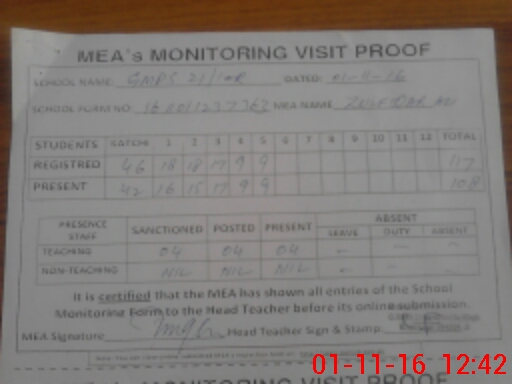 MEA's MONITORING VISIT PROOF
SCHOOL NAME: GMPS 21/10R DATED: 01-11-16
SCHOOL FORM NO. MEA NAME
STUDENTS KATCHI 1 2 3 4 5 6 7 8 9 10 11 12 TOTAL
REGISTRED 46 18 18 17 9 9 117
PRESENT 42 16 15 17 9 9 108
PRESENCE STAFF SANCTIONED POSTED PRESENT ABSENT
LEAVE DUTY ABSENT
TEACHING 04 04 04 - - -
NON-TEACHING NIL NIL NIL - - -
It is certified that the MEA has shown all entries of the School
Monitoring Form to the Head Teacher before its online submission.
MEA Signature Head Teacher Sign & Stamp:
01-11-16 12:42
MEA's MONITORING VISIT PROOF